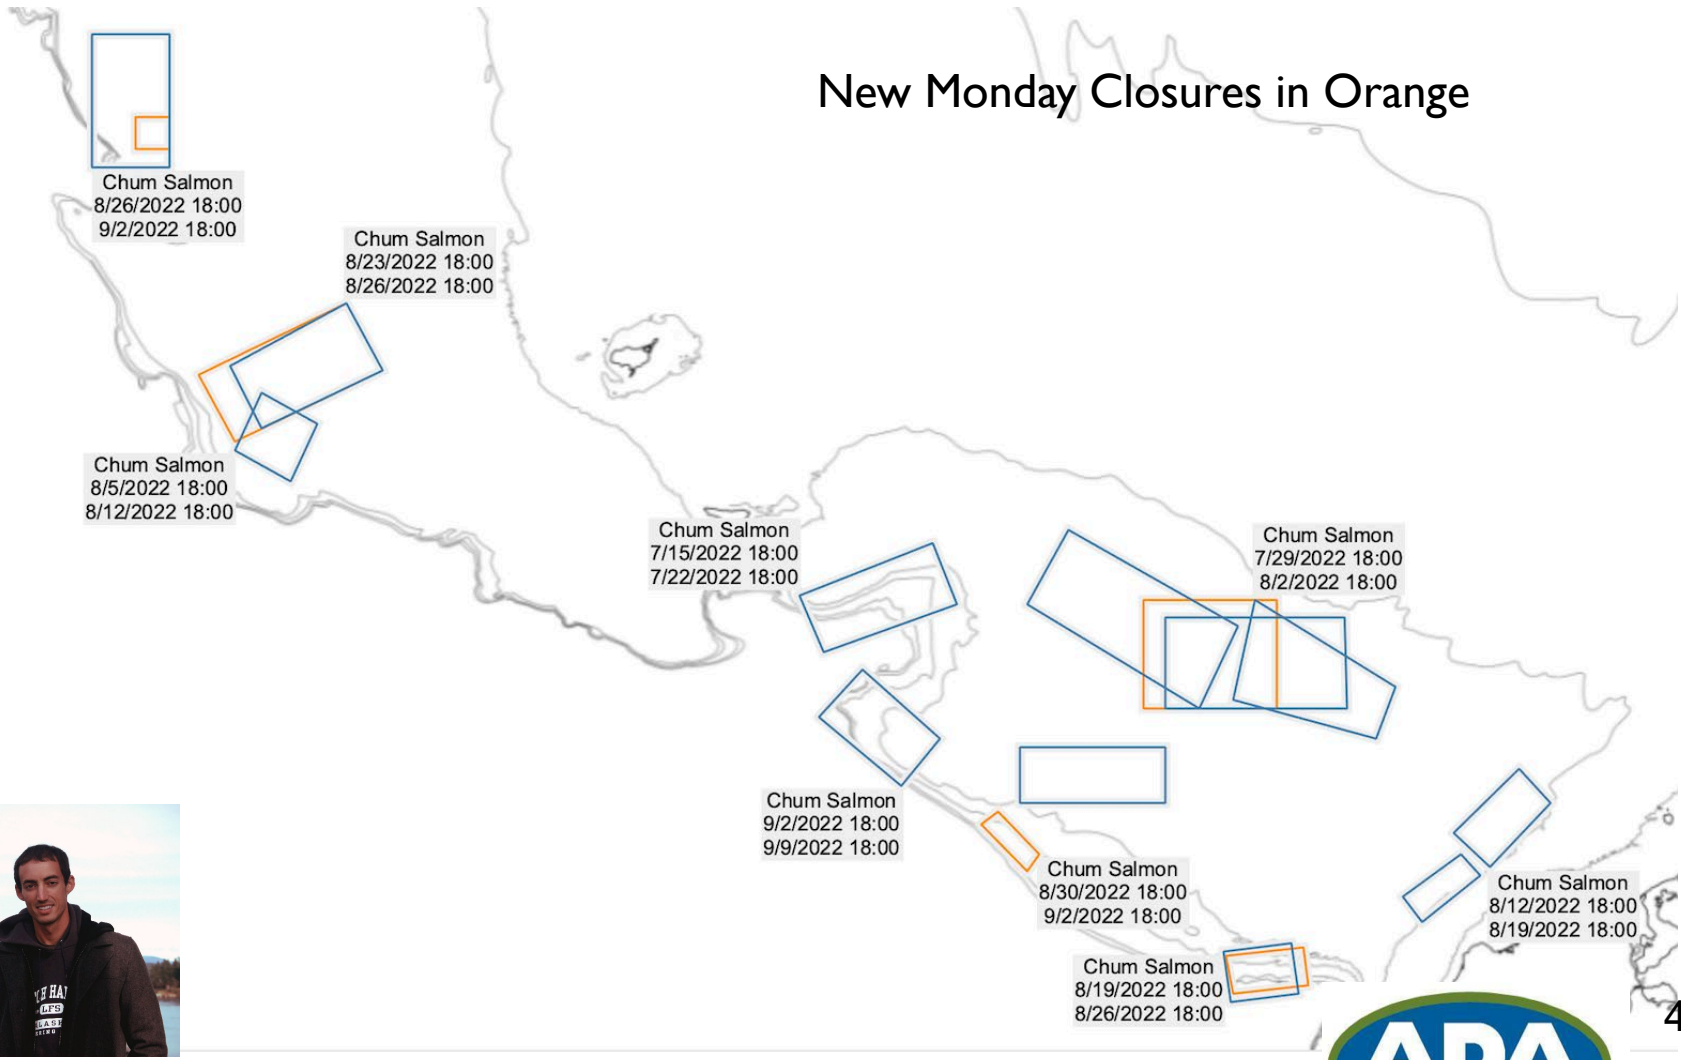 New Monday Closures in Orange
Chum Salmon
8/26/2022 18:00
9/2/2022 18:00
Chum Salmon
8/23/2022 18:00
8/26/2022 18:00
Chum Salmon
8/5/2022 18:00
8/12/2022 18:00
Chum Salmon
7/15/2022 18:00
7/22/2022 18:00
Chum Salmon
7/29/2022 18:00
8/2/2022 18:00
Chum Salmon
9/2/2022 18:00
9/9/2022 18:00
Chum Salmon
8/30/2022 18:00
9/2/2022 18:00
Chum Salmon
8/12/2022 18:00
8/19/2022 18:00
Chum Salmon
8/19/2022 18:00
8/26/2022 18:00
4